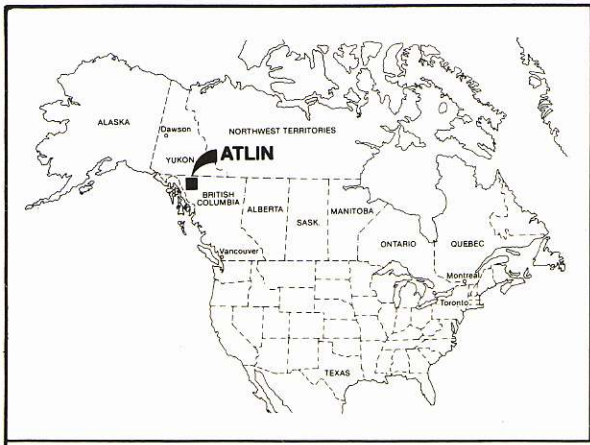 ALASKA
Dawson
NORTHWEST TERRITORIES
YUKON
ATLIN
BRITISH
COLUMBIA
ALBERTA
SASK.
MANITOBA
ONTARIO
QUEBEC
Vancouver
Montreal
Toronto
TEXAS